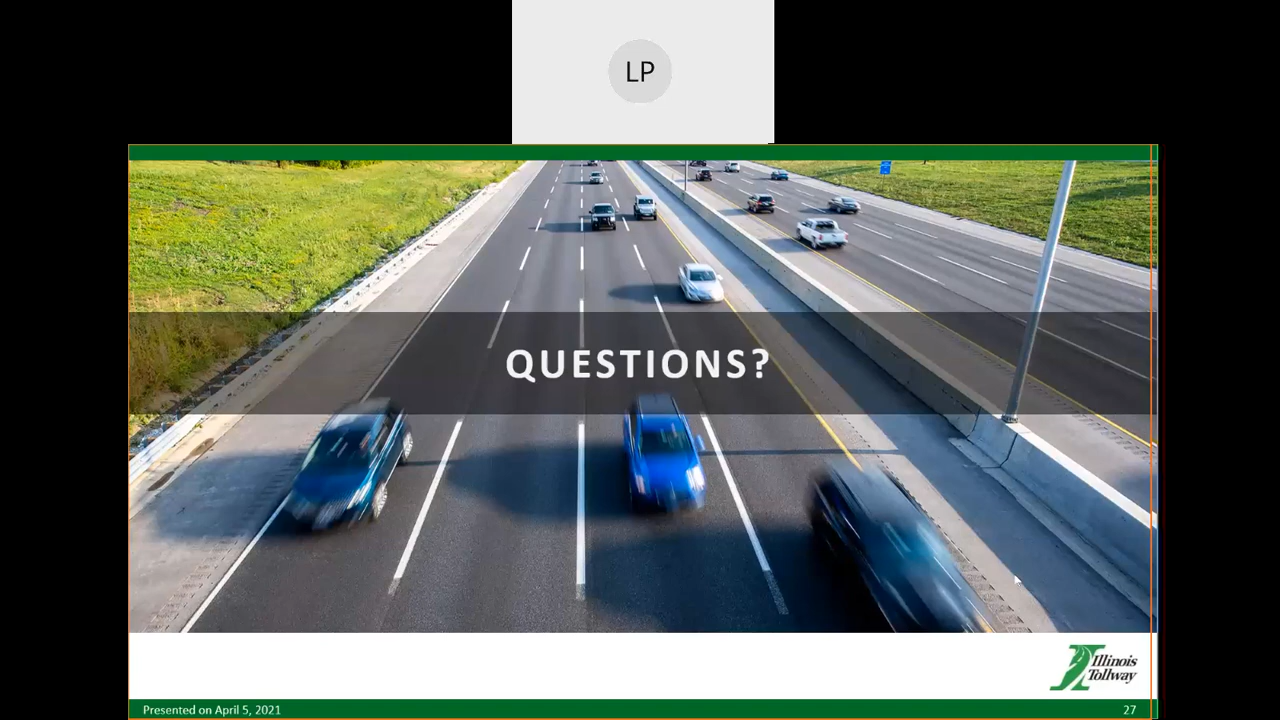 LP
QUESTIONS?
Illinois
Tollway
Presented on April 5, 2021
27